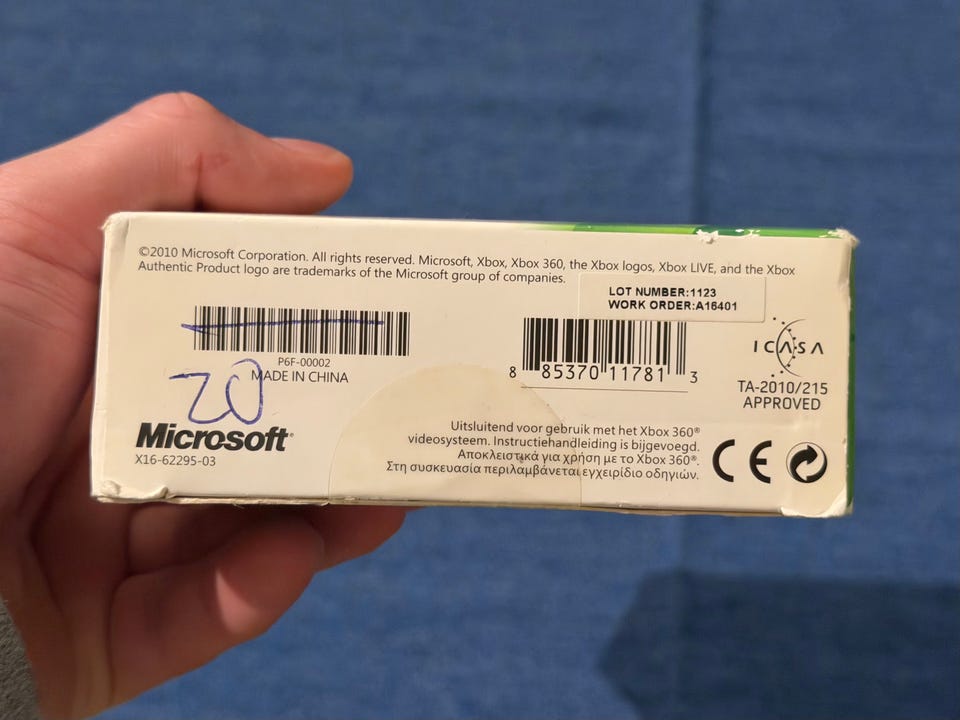 ©2010 Microsoft Corporation. All rights reserved. Microsoft, Xbox, Xbox 360, the Xbox logos, Xbox LIVE, and the Xbox
Authentic Product logo are trademarks of the Microsoft group of companies.
LOT NUMBER:1123
WORK ORDER:A16401
P6F-00002
MADE IN CHINA
20
Microsoft®
X16-62295-03
8 85370 11781 3
ICASA
TA-2010/215
APPROVED
Uitsluitend voor gebruik met het Xbox 360®
videosysteem. Instructiehandleiding is bijgevoegd.
Αποκλειστικά για χρήση με το Xbox 360®.
Στη συσκευασία περιλαμβάνεται εγχειρίδιο οδηγιών.
CE